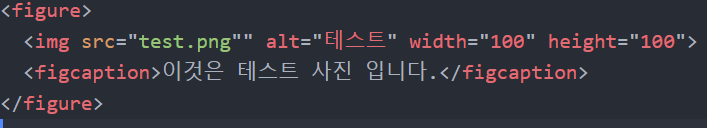 <figure>
<img src="test.png"" alt="테스트" width="100" height="100">
<figcaption>이것은 테스트 사진 입니다.</figcaption>
</figure>